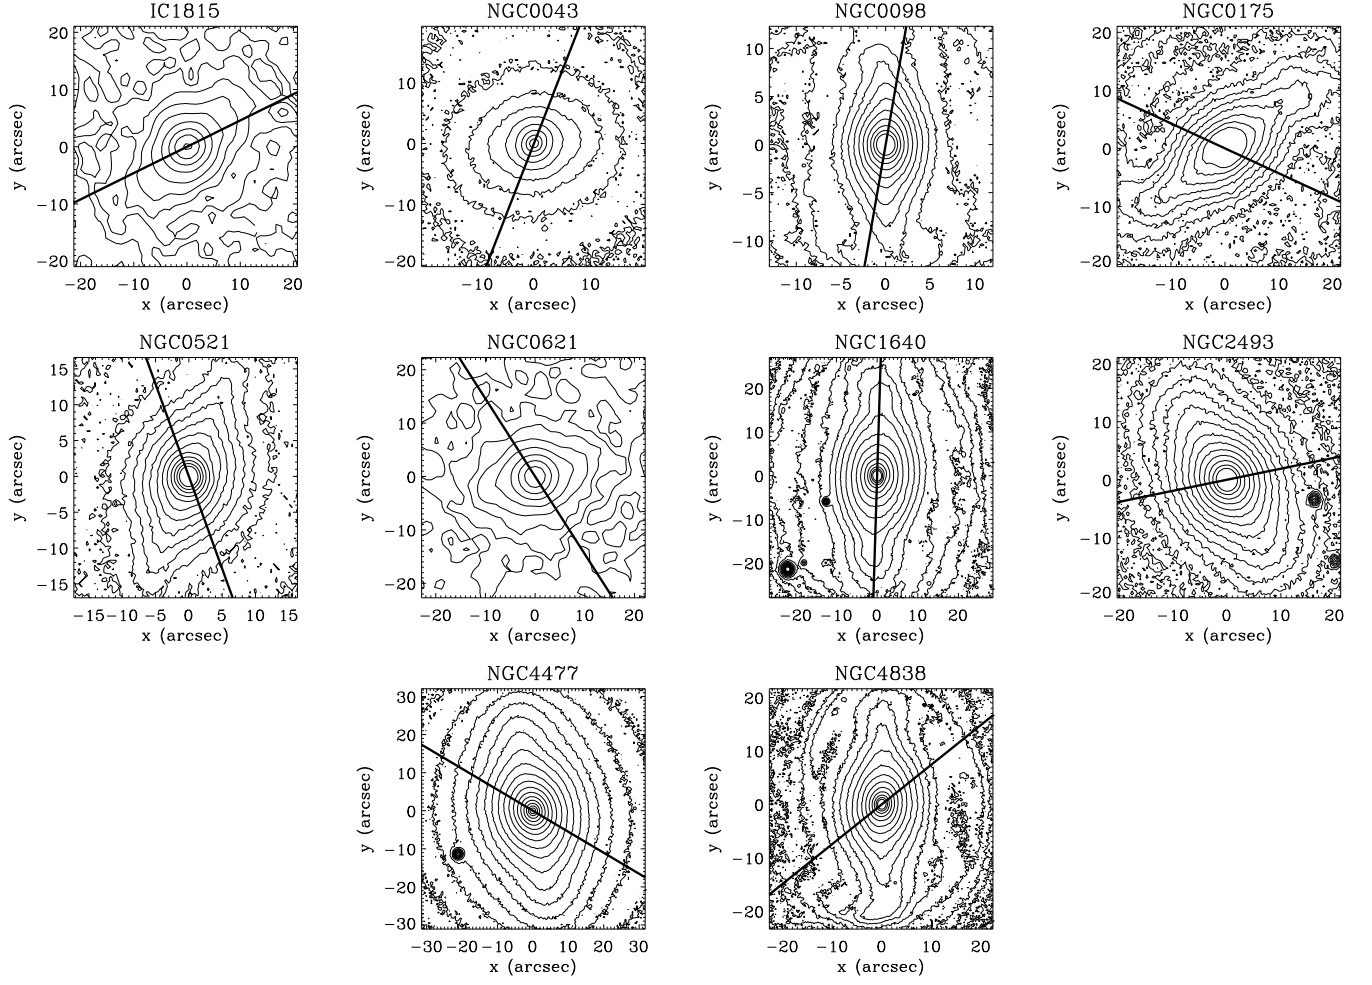 IC1815
NGC0043
NGC0098
NGC0175
20
10
0
−10
−20
y (arcsec)
−20 −10 0 10 20
x (arcsec)
10
0
−10
−20
y (arcsec)
−10 0 10
x (arcsec)
10
5
0
−5
−10
y (arcsec)
−10 −5 0 5 10
x (arcsec)
20
10
0
−10
−20
y (arcsec)
−10 0 10 20
x (arcsec)
NGC0521
NGC0621
NGC1640
NGC2493
15
10
5
0
−5
−10
−15
y (arcsec)
−15 −10 −5 0 5 10 15
x (arcsec)
20
10
0
−10
−20
y (arcsec)
−20 −10 0 10 20
x (arcsec)
20
10
0
−10
−20
y (arcsec)
−20 −10 0 10 20
x (arcsec)
20
10
0
−10
−20
y (arcsec)
−20 −10 0 10 20
x (arcsec)
NGC4477
NGC4838
30
20
10
0
−10
−20
−30
y (arcsec)
−30 −20 −10 0 10 20 30
x (arcsec)
20
10
0
−10
−20
y (arcsec)
−20 −10 0 10 20
x (arcsec)